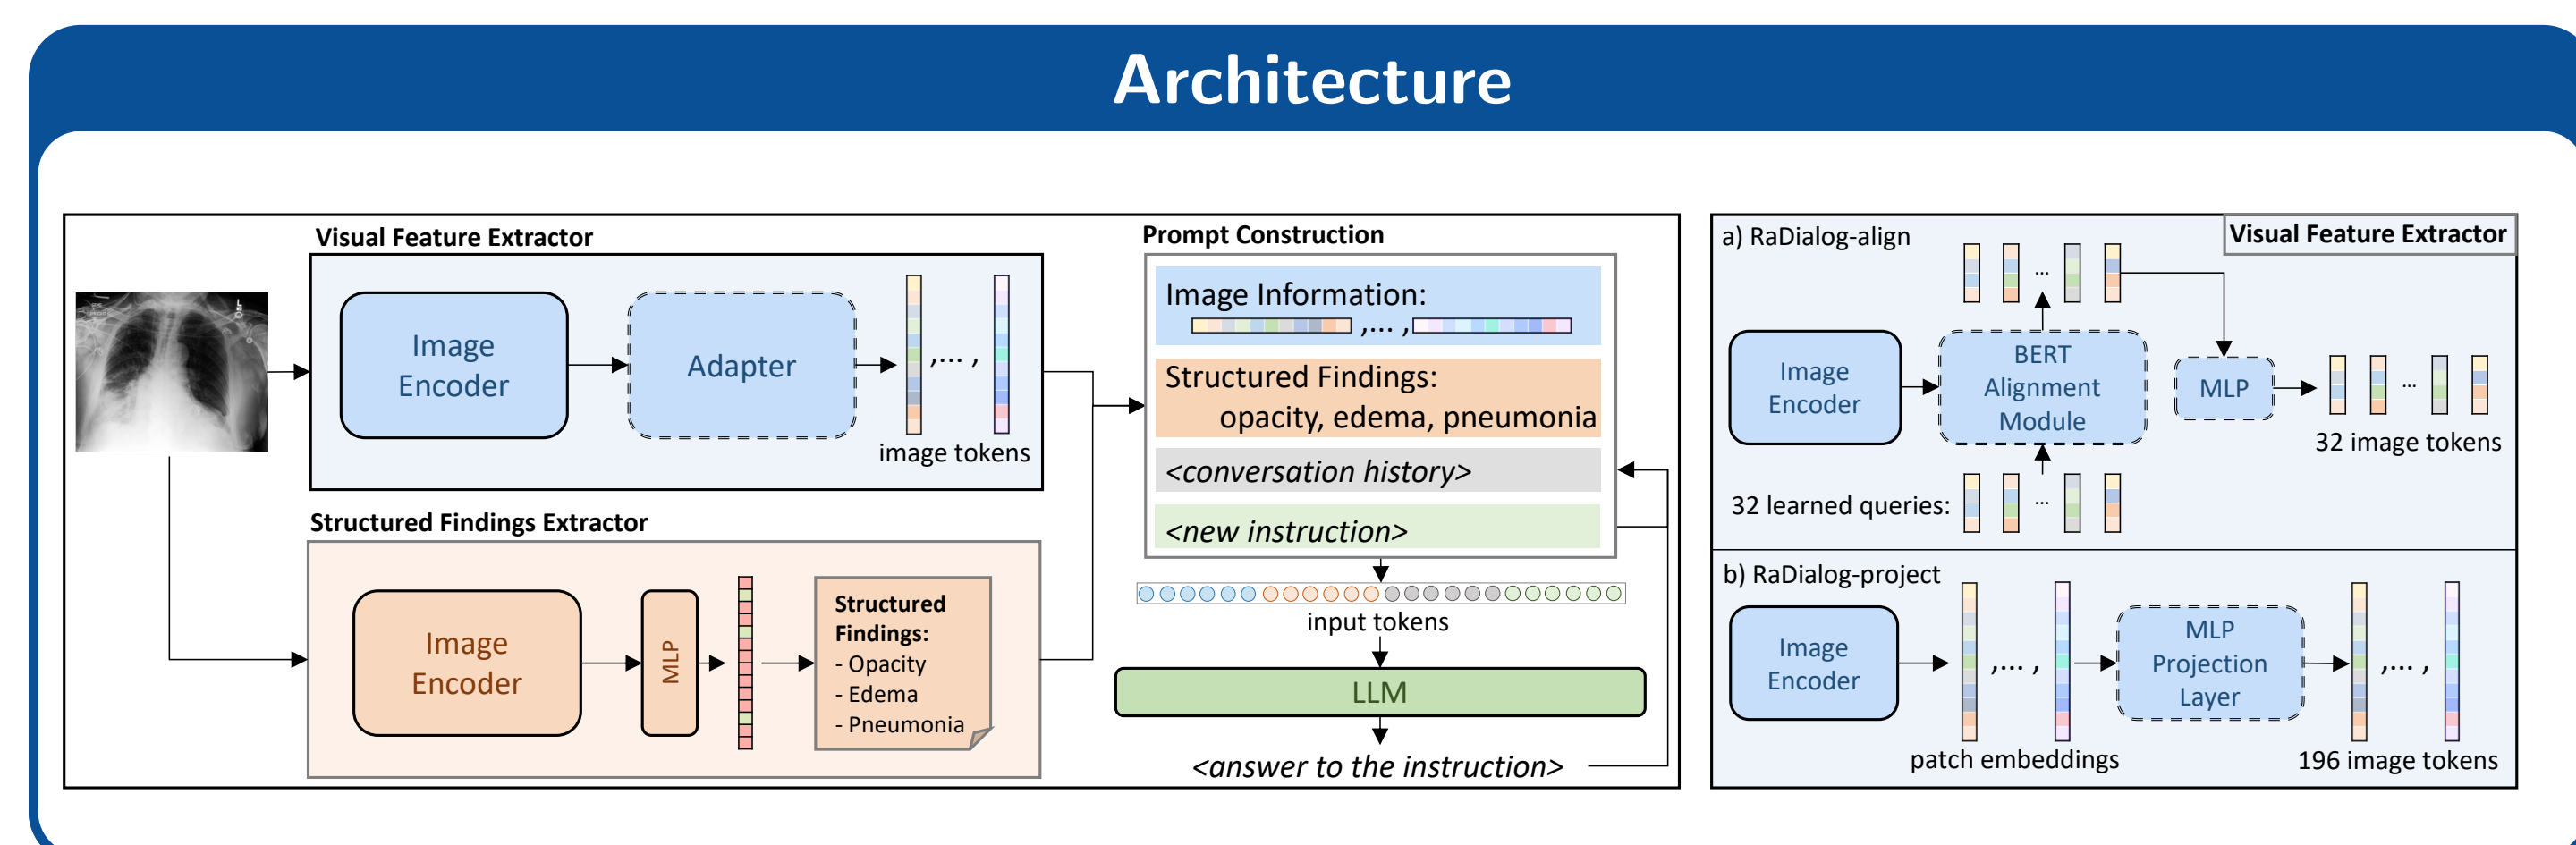 Architecture
Visual Feature Extractor
Image
Encoder
Adapter
,... ,
image tokens
Structured Findings Extractor
Image
Encoder
MLP
Structured
Findings:
- Opacity
- Edema
- Pneumonia
Prompt Construction
Image Information:
,... ,
Structured Findings:
opacity, edema, pneumonia
<conversation history>
<new instruction>
input tokens
LLM
<answer to the instruction>
a) RaDialog-align
Visual Feature Extractor
...
Image
Encoder
BERT
Alignment
Module
MLP
...
32 image tokens
32 learned queries:
...
b) RaDialog-project
Image
Encoder
,... ,
patch embeddings
MLP
Projection
Layer
,... ,
196 image tokens